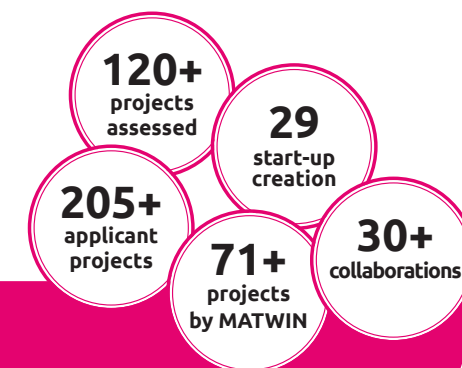 120+
projects
assessed
29
start-up
creation
205+
applicant
projects
71+
projects
by MATWIN
30+
collaborations